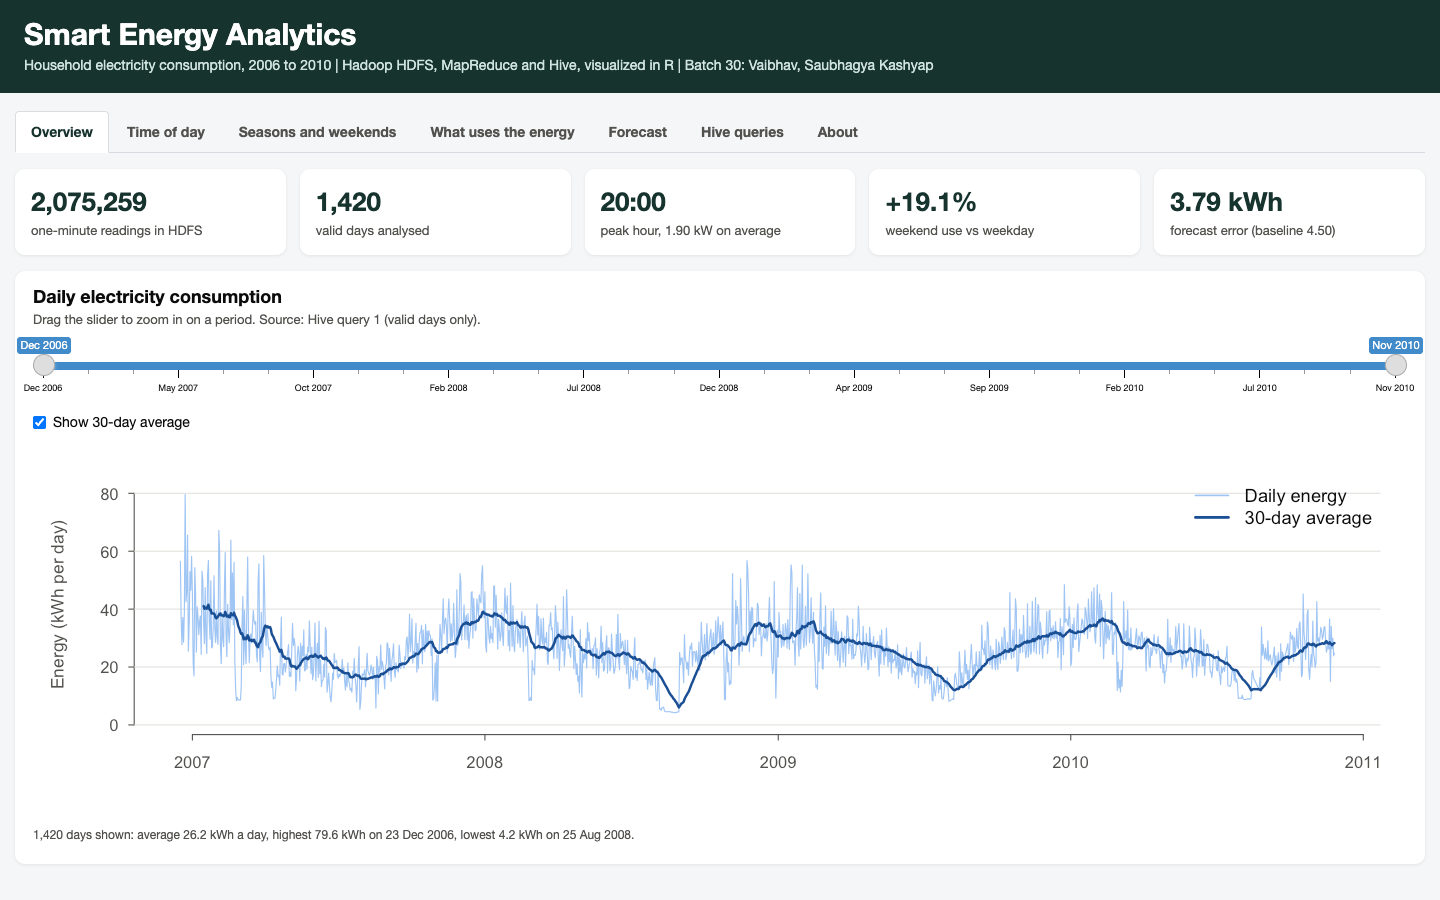 Smart Energy Analytics
Household electricity consumption, 2006 to 2010 | Hadoop HDFS, MapReduce and Hive, visualized in R | Batch 30: Vaibhav, Saubhagya Kashyap
Overview Time of day Seasons and weekends What uses the energy Forecast Hive queries About
2,075,259
one-minute readings in HDFS
1,420
valid days analysed
20:00
peak hour, 1.90 kW on average
+19.1%
weekend use vs weekday
3.79 kWh
forecast error (baseline 4.50)
Daily electricity consumption
Drag the slider to zoom in on a period. Source: Hive query 1 (valid days only).
Dec 2006 Nov 2010
Dec 2006 May 2007 Oct 2007 Feb 2008 Jul 2008 Dec 2008 Apr 2009 Sep 2009 Feb 2010 Jul 2010 Nov 2010
Show 30-day average
Energy (kWh per day)
80
60
40
20
0
Daily energy
30-day average
2007 2008 2009 2010 2011
1,420 days shown: average 26.2 kWh a day, highest 79.6 kWh on 23 Dec 2006, lowest 4.2 kWh on 25 Aug 2008.